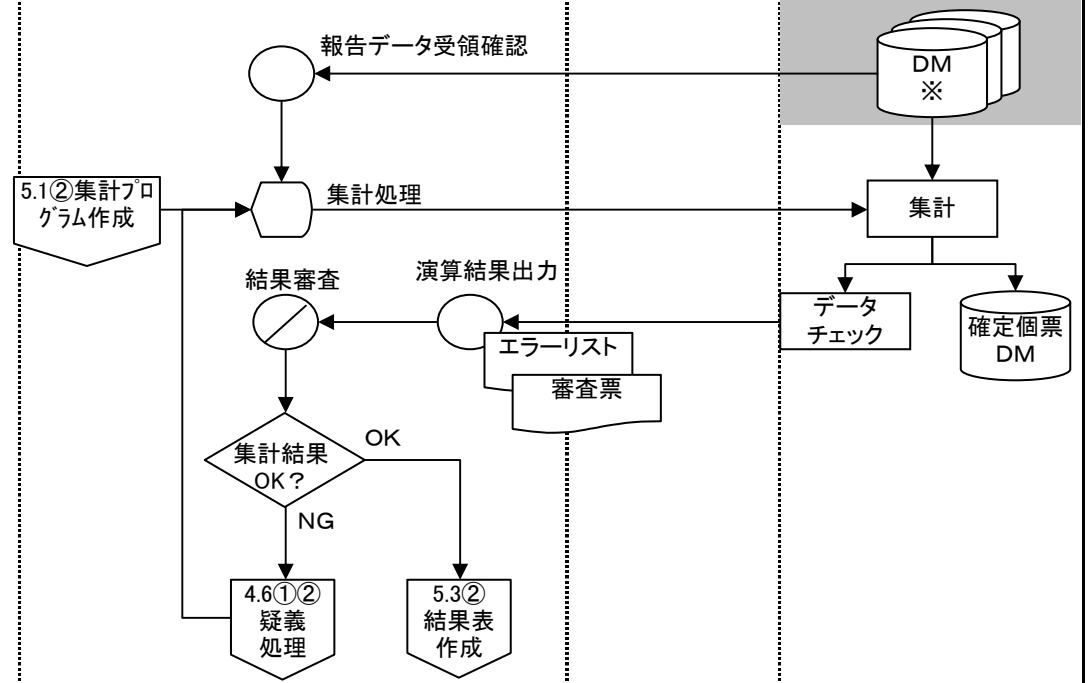 報告データ受領確認
DM
※
5.1②集計ﾌﾟﾛ
ｸﾞﾗﾑ作成
集計処理
集計
結果審査
演算結果出力
データ
チェック
確定個票
DM
エラーリスト
審査票
集計結果
OK？
OK
NG
4.6①②
疑義
処理
5.3②
結果表
作成